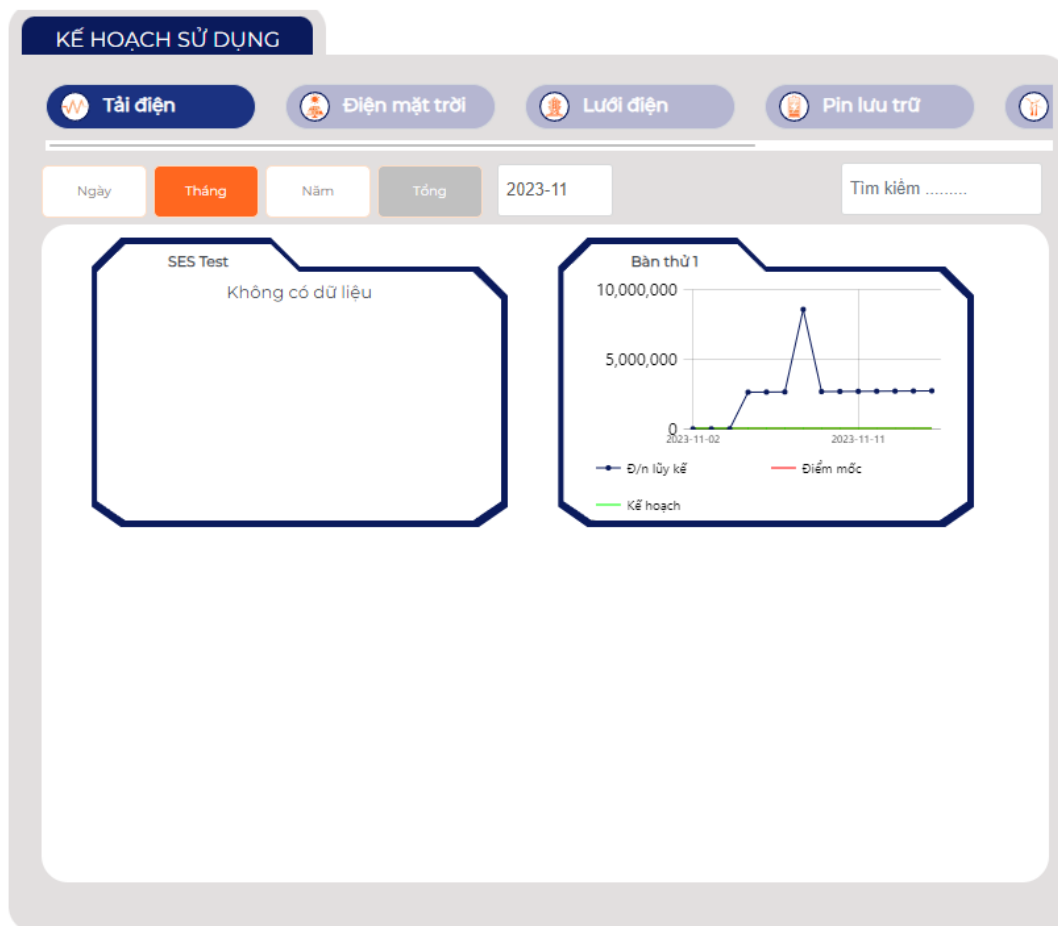 KẾ HOẠCH SỬ DỤNG
Tải điện
Điện mặt trời
Lưới điện
Pin lưu trữ
Ngày
Tháng
Năm
Tổng
2023-11
Tìm kiếm .........
SES Test
Không có dữ liệu
Bàn thử 1
10,000,000
5,000,000
0
2023-11-02
2023-11-11
Đ/n lũy kế
Điểm mốc
Kế hoạch